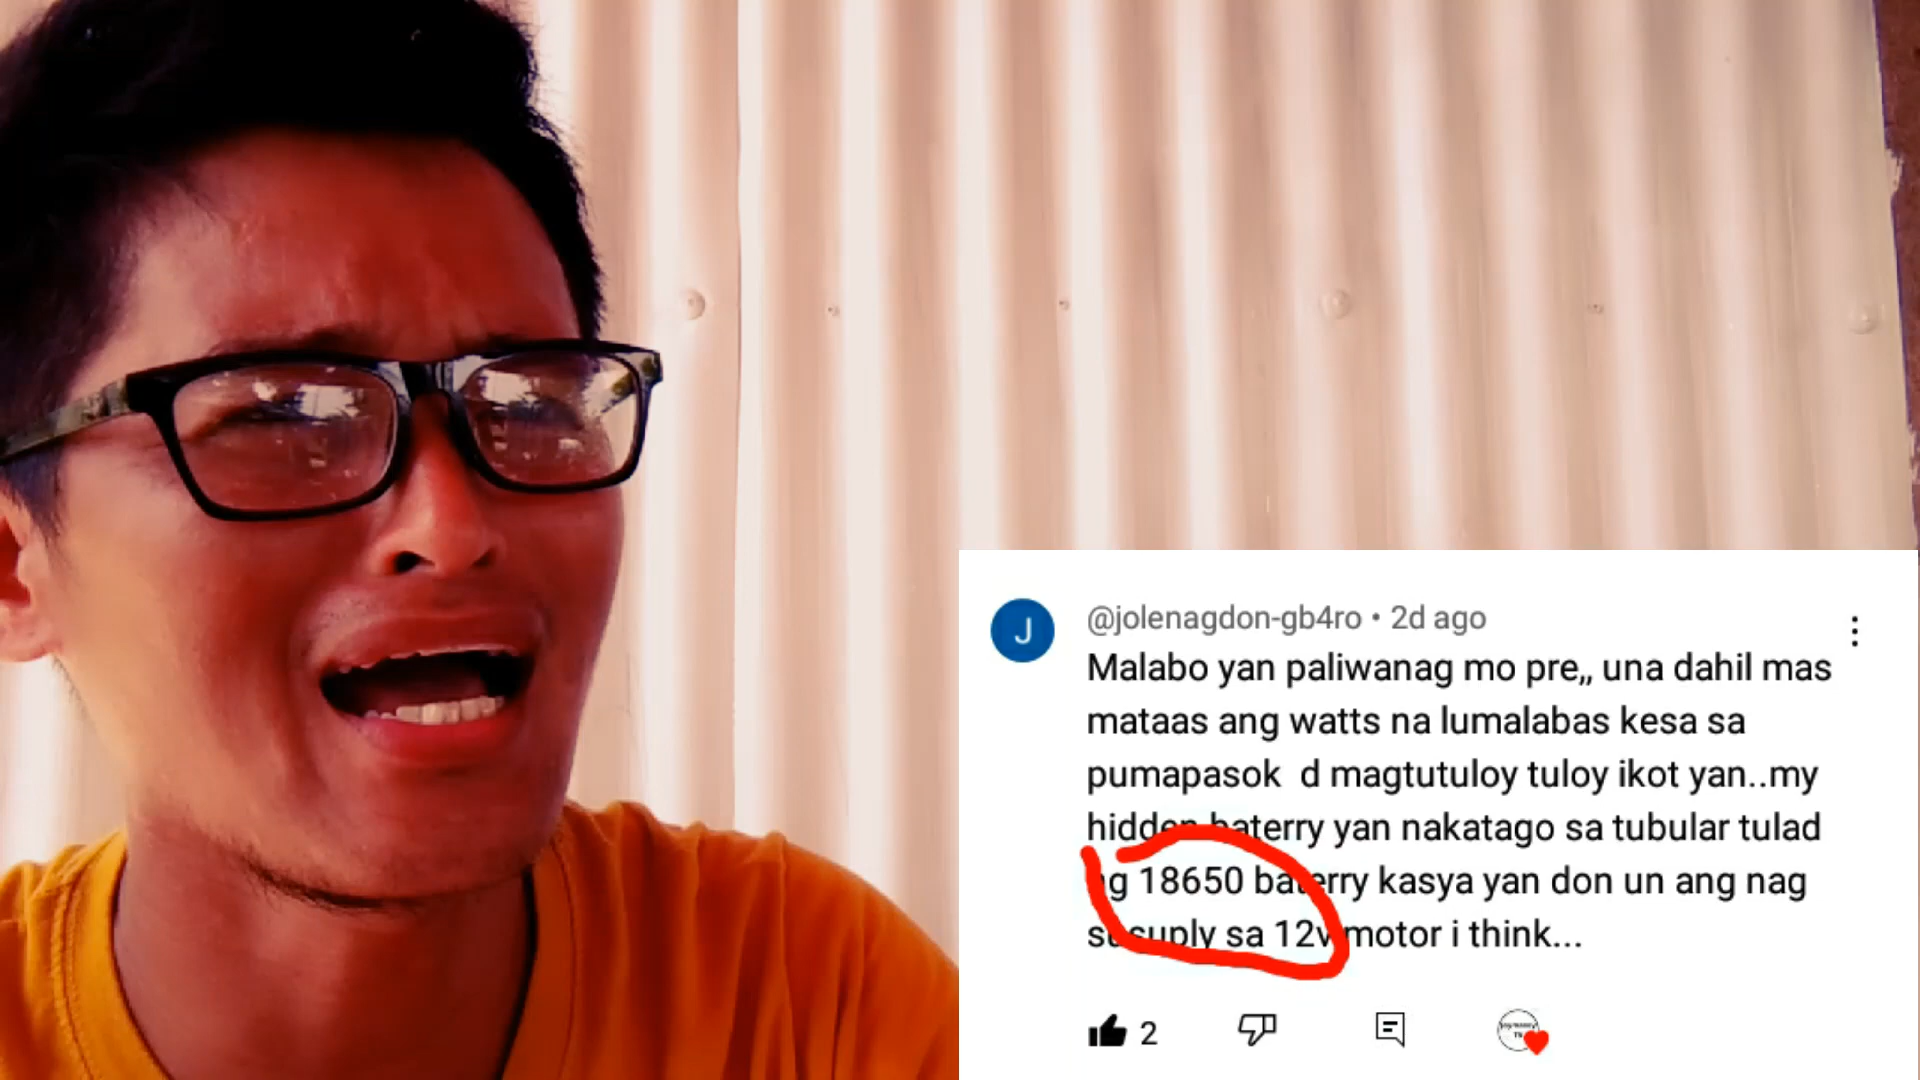 J
@jolenagdon-gb4ro • 2d ago
Malabo yan paliwanag mo pre,, una dahil mas
mataas ang watts na lumalabas kesa sa
pumapasok d magtutuloy tuloy ikot yan..my
hidden baterry yan nakatago sa tubular tulad
ng 18650 baterry kasya yan don un ang nag
susuply sa 12v motor i think...
2